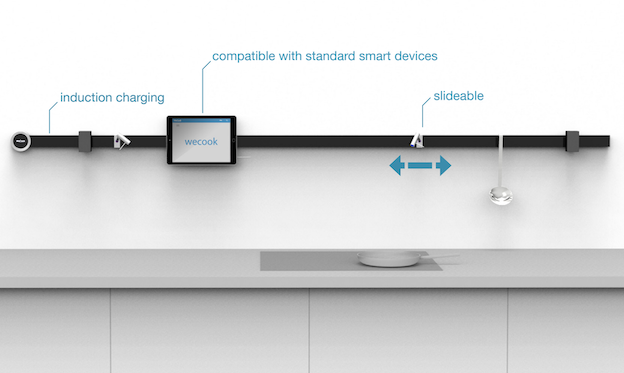 compatible with standard smart devices
induction charging
slideable
wecook